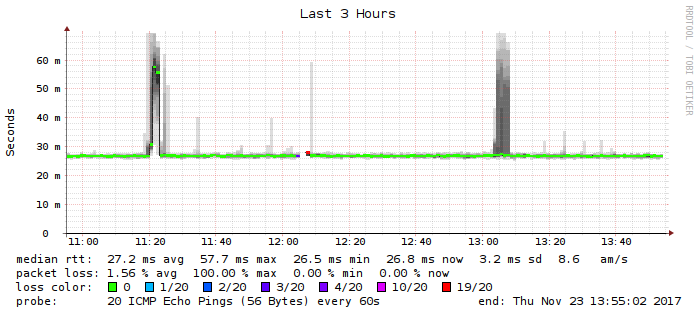 Last 3 Hours
RRDTOOL / TOBI OETIKER
Seconds
60 m
50 m
40 m
30 m
20 m
10 m
0
11:00 11:20 11:40 12:00 12:20 12:40 13:00 13:20 13:40
median rtt: 27.2 ms avg 57.7 ms max 26.5 ms min 26.8 ms now 3.2 ms sd 8.6 am/s
packet loss: 1.56 % avg 100.00 % max 0.00 % min 0.00 % now
loss color: 0 1/20 2/20 3/20 4/20 10/20 19/20
probe: 20 ICMP Echo Pings (56 Bytes) every 60s end: Thu Nov 23 13:55:02 2017